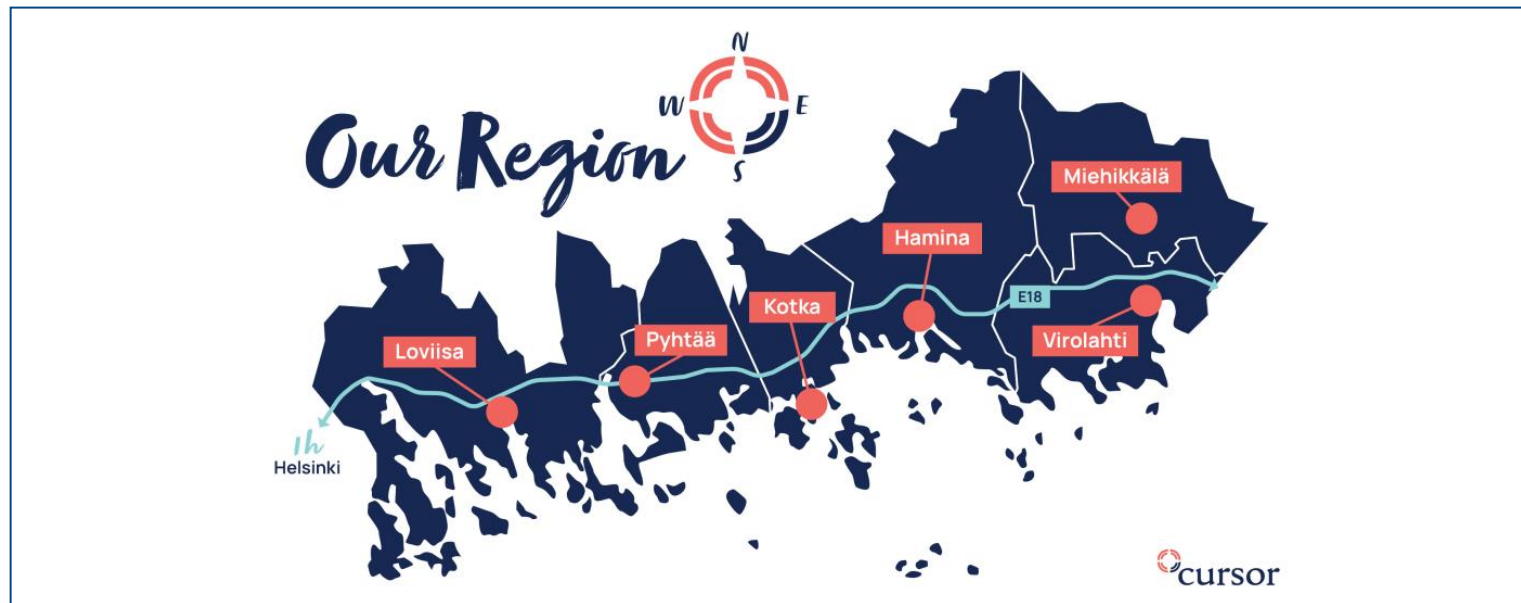 N
W E
S
Our Region
Miehikkälä
Hamina
E18
Kotka
Virolahti
Pyhtää
Loviisa
1h
Helsinki
cursor